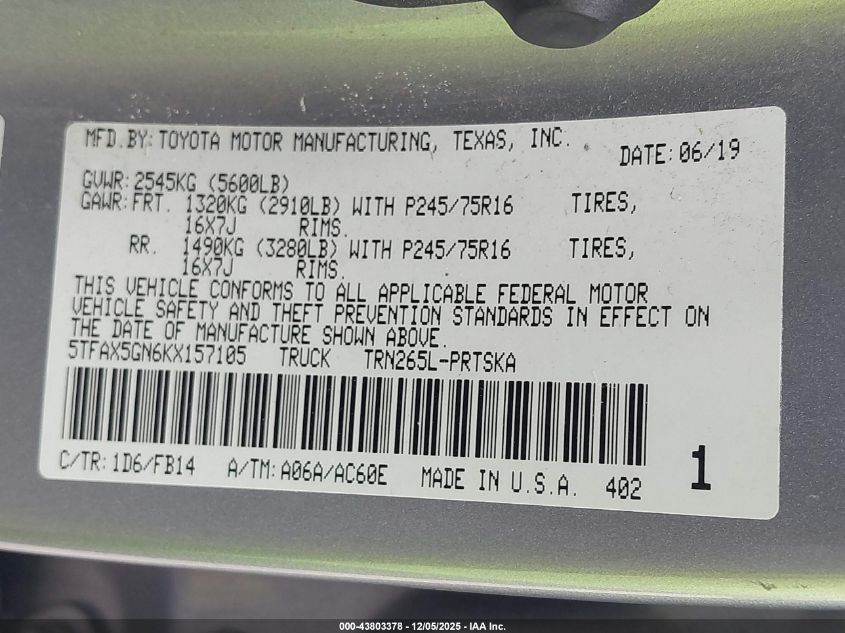 MFD.BY:TOYOTA MOTOR MANUFACTURING, TEXAS, INC.
DATE:06/19
GVWR:2545KG (5600LB)
GAWR:FRT. 1320KG (2910LB) WITH P245/75R16 TIRES,
16X7J RIMS.
RR. 1490KG (3280LB) WITH P245/75R16 TIRES,
16X7J RIMS.
THIS VEHICLE CONFORMS TO ALL APPLICABLE FEDERAL MOTOR
VEHICLE SAFETY AND THEFT PREVENTION STANDARDS IN EFFECT ON
THE DATE OF MANUFACTURE SHOWN ABOVE.
5TFAX5GN6KX157105 TRUCK TRN265L-PRTSKA
C/TR:1D6/FB14 A/TM:A06A/AC60E MADE IN U.S.A. 402 1
000-43803378 - 12/05/2025 - IAA Inc.